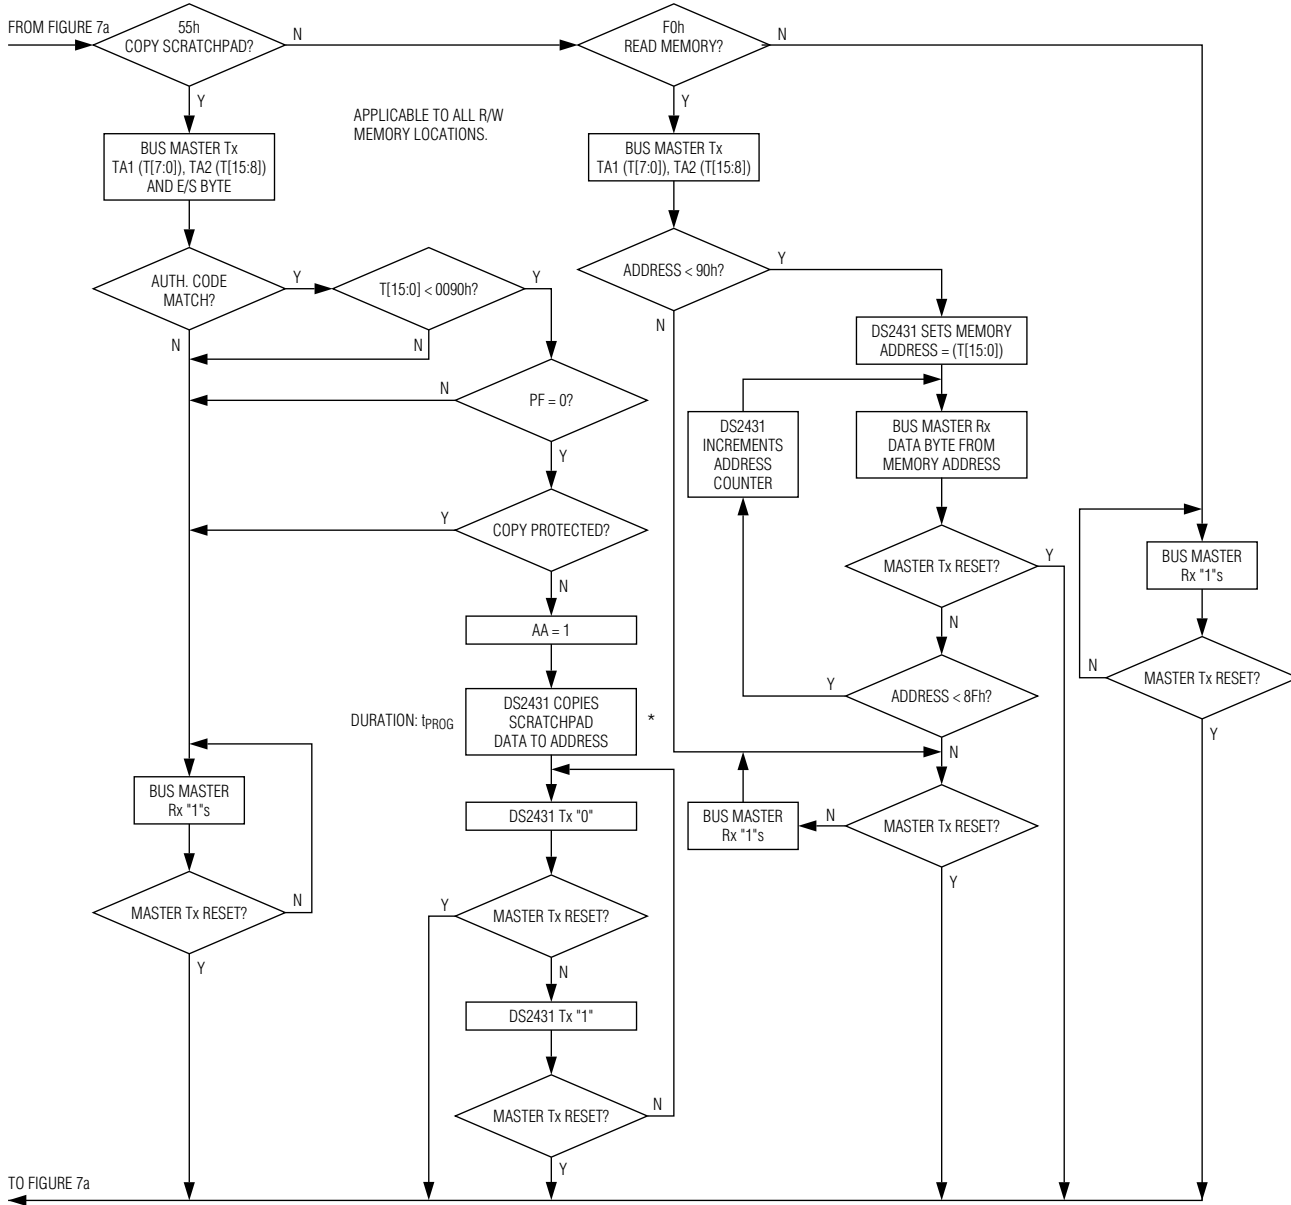 FROM FIGURE 7a
55h
COPY SCRATCHPAD?
N
Y
F0h
READ MEMORY?
N
Y
APPLICABLE TO ALL R/W
MEMORY LOCATIONS.
BUS MASTER Tx
TA1 (T[7:0]), TA2 (T[15:8])
AND E/S BYTE
BUS MASTER Tx
TA1 (T[7:0]), TA2 (T[15:8])
AUTH. CODE
MATCH?
Y
N
T[15:0] < 0090h?
Y
N
ADDRESS < 90h?
Y
N
DS2431 SETS MEMORY
ADDRESS = (T[15:0])
PF = 0?
N
Y
DS2431
INCREMENTS
ADDRESS
COUNTER
BUS MASTER Rx
DATA BYTE FROM
MEMORY ADDRESS
COPY PROTECTED?
Y
N
MASTER Tx RESET?
Y
N
BUS MASTER
Rx "1"s
AA = 1
ADDRESS < 8Fh?
Y
N
MASTER Tx RESET?
N
Y
DURATION: tPROG
DS2431 COPIES
SCRATCHPAD
DATA TO ADDRESS
*
BUS MASTER
Rx "1"s
DS2431 Tx "0"
BUS MASTER
Rx "1"s
N
MASTER Tx RESET?
Y
MASTER Tx RESET?
N
Y
MASTER Tx RESET?
Y
N
DS2431 Tx "1"
MASTER Tx RESET?
N
Y
TO FIGURE 7a